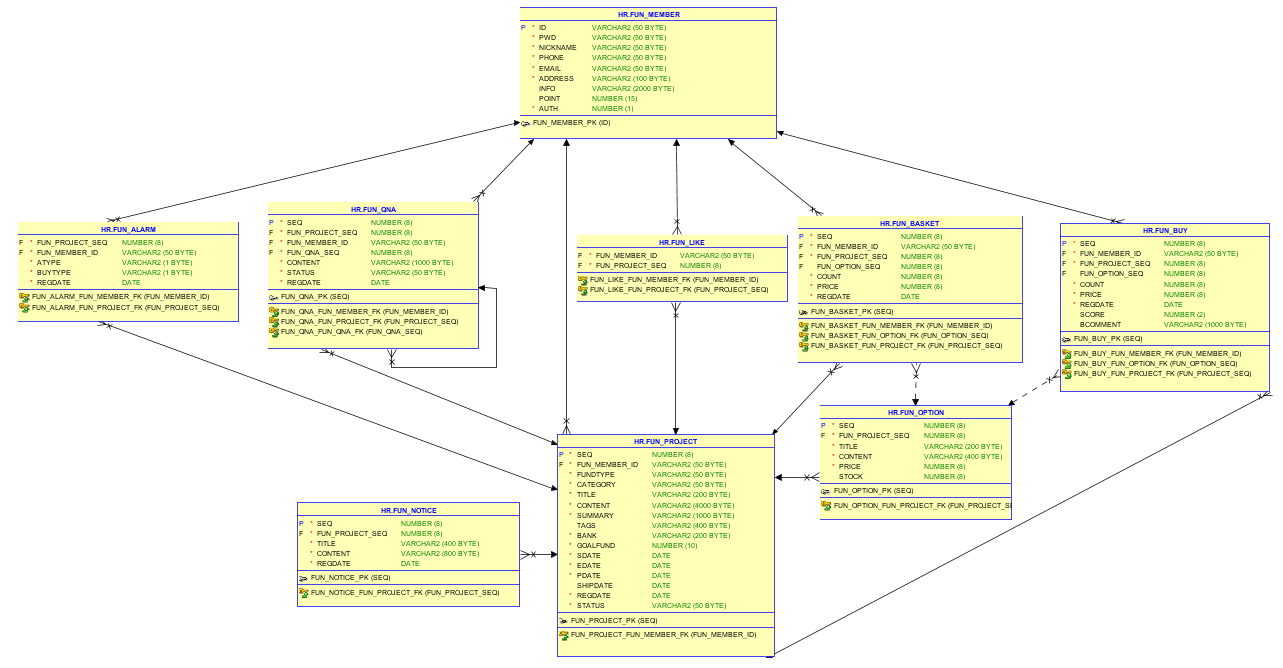 HR.FUN_MEMBER
P * ID VARCHAR2 (50 BYTE)
* PWD VARCHAR2 (50 BYTE)
* NICKNAME VARCHAR2 (50 BYTE)
* PHONE VARCHAR2 (50 BYTE)
* EMAIL VARCHAR2 (50 BYTE)
* ADDRESS VARCHAR2 (100 BYTE)
INFO VARCHAR2 (2000 BYTE)
POINT NUMBER (15)
* AUTH NUMBER (1)
FUN_MEMBER_PK (ID)
HR.FUN_ALARM
F * FUN_PROJECT_SEQ NUMBER (8)
F * FUN_MEMBER_ID VARCHAR2 (50 BYTE)
* ATYPE VARCHAR2 (1 BYTE)
* BUYTYPE VARCHAR2 (1 BYTE)
* REGDATE DATE
FUN_ALARM_FUN_MEMBER_FK (FUN_MEMBER_ID)
FUN_ALARM_FUN_PROJECT_FK (FUN_PROJECT_SEQ)
HR.FUN_QNA
P * SEQ NUMBER (8)
F * FUN_PROJECT_SEQ NUMBER (8)
F * FUN_MEMBER_ID VARCHAR2 (50 BYTE)
F * FUN_QNA_SEQ NUMBER (8)
* CONTENT VARCHAR2 (1000 BYTE)
* STATUS VARCHAR2 (50 BYTE)
* REGDATE DATE
FUN_QNA_PK (SEQ)
FUN_QNA_FUN_MEMBER_FK (FUN_MEMBER_ID)
FUN_QNA_FUN_PROJECT_FK (FUN_PROJECT_SEQ)
FUN_QNA_FUN_QNA_FK (FUN_QNA_SEQ)
HR.FUN_LIKE
F * FUN_MEMBER_ID VARCHAR2 (50 BYTE)
F * FUN_PROJECT_SEQ NUMBER (8)
FUN_LIKE_FUN_MEMBER_FK (FUN_MEMBER_ID)
FUN_LIKE_FUN_PROJECT_FK (FUN_PROJECT_SEQ)
HR.FUN_BASKET
P * SEQ NUMBER (8)
F * FUN_MEMBER_ID VARCHAR2 (50 BYTE)
F * FUN_PROJECT_SEQ NUMBER (8)
F FUN_OPTION_SEQ NUMBER (8)
* COUNT NUMBER (8)
* PRICE NUMBER (8)
* REGDATE DATE
FUN_BASKET_PK (SEQ)
FUN_BASKET_FUN_MEMBER_FK (FUN_MEMBER_ID)
FUN_BASKET_FUN_OPTION_FK (FUN_OPTION_SEQ)
FUN_BASKET_FUN_PROJECT_FK (FUN_PROJECT_SEQ)
HR.FUN_BUY
P * SEQ NUMBER (8)
F * FUN_MEMBER_ID VARCHAR2 (50 BYTE)
F * FUN_PROJECT_SEQ NUMBER (8)
F FUN_OPTION_SEQ NUMBER (8)
* COUNT NUMBER (8)
* PRICE NUMBER (8)
* REGDATE DATE
SCORE NUMBER (2)
BCOMMENT VARCHAR2 (1000 BYTE)
FUN_BUY_PK (SEQ)
FUN_BUY_FUN_MEMBER_FK (FUN_MEMBER_ID)
FUN_BUY_FUN_OPTION_FK (FUN_OPTION_SEQ)
FUN_BUY_FUN_PROJECT_FK (FUN_PROJECT_SEQ)
HR.FUN_OPTION
P * SEQ NUMBER (8)
F * FUN_PROJECT_SEQ NUMBER (8)
* TITLE VARCHAR2 (200 BYTE)
* CONTENT VARCHAR2 (400 BYTE)
* PRICE NUMBER (8)
STOCK NUMBER (8)
FUN_OPTION_PK (SEQ)
FUN_OPTION_FUN_PROJECT_FK (FUN_PROJECT_SE
HR.FUN_PROJECT
P * SEQ NUMBER (8)
F * FUN_MEMBER_ID VARCHAR2 (50 BYTE)
* FUNDTYPE VARCHAR2 (50 BYTE)
* CATEGORY VARCHAR2 (50 BYTE)
* TITLE VARCHAR2 (200 BYTE)
* CONTENT VARCHAR2 (4000 BYTE)
* SUMMARY VARCHAR2 (1000 BYTE)
TAGS VARCHAR2 (400 BYTE)
* BANK VARCHAR2 (200 BYTE)
* GOALFUND NUMBER (10)
* SDATE DATE
* EDATE DATE
* PDATE DATE
SHIPDATE DATE
* REGDATE DATE
* STATUS VARCHAR2 (50 BYTE)
FUN_PROJECT_PK (SEQ)
FUN_PROJECT_FUN_MEMBER_FK (FUN_MEMBER_ID)
HR.FUN_NOTICE
P * SEQ NUMBER (8)
F * FUN_PROJECT_SEQ NUMBER (8)
* TITLE VARCHAR2 (400 BYTE)
* CONTENT VARCHAR2 (800 BYTE)
* REGDATE DATE
FUN_NOTICE_PK (SEQ)
FUN_NOTICE_FUN_PROJECT_FK (FUN_PROJECT_SEQ)